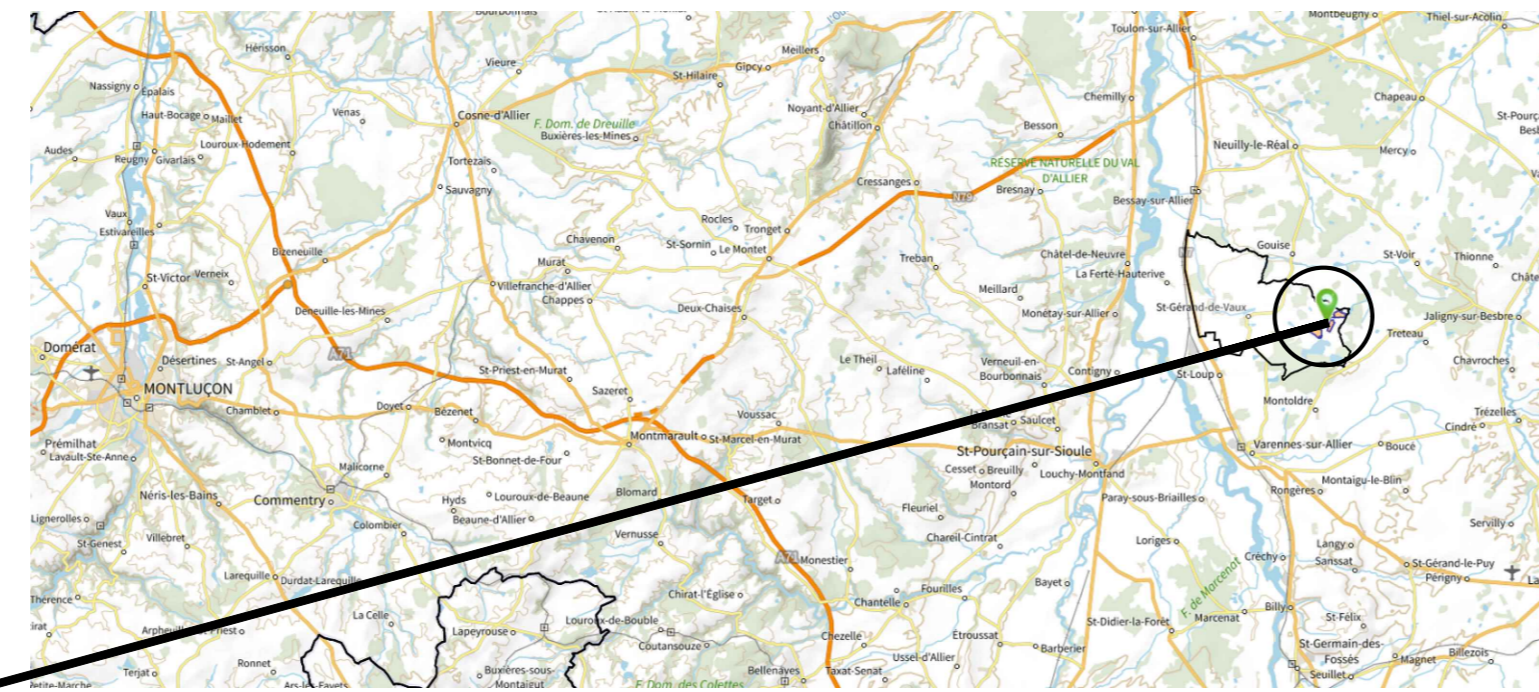 Bourbonnais
Toulon-sur-Allier
Montbeugny
Thiel-sur-Acolin
Hérisson
Vieure
Meillers
Gipcy
St-Hilaire
Nassigny
Epalais
Haut-Bocage
Maillet
Venas
Cosne-d'Allier
F. Dom. de Dreuille
Buxières-les-Mines
Noyant-d'Allier
Châtillon
Chemilly
Chapeau
Besson
St-Pourç
Audes
Reugny
Givarlais
Louroux-Hodement
Tortezais
Sauvagny
Neuilly-le-Réal
Mercy
RÉSERVE NATURELLE DU VAL
D'ALLIER
Cressanges
N79
Bresnay
Bessay-sur-Allier
Vaux
Estivareilles
Rocles
Tronget
Chavenon
St-Sornin
Le Montet
Bizeneuille
Murat
Treban
Châtel-de-Neuvre
La Ferté-Hauterive
Gouise
St-Voir
Thionne
St-Victor
Verneix
Villefranche-d'Allier
Chappes
Meillard
Deneuille-les-Mines
Deux-Chaises
Monétay-sur-Allier
St-Gérand-de-Vaux
Jaligny-sur-Besbre
Treteau
Domérat
A71
Désertines
St-Angel
St-Priest-en-Murat
Le Theil
Laféline
Verneuil-en-
Bourbonnais
Contigny
St-Loup
Chavroches
MONTLUÇON
Chamblet
Doyet
Bézenet
Sazeret
Voussac
Bransat
Saulcet
Montoldre
Trézelles
Cindré
Prémilhat
Lavault-Ste-Anne
Montvicq
St-Bonnet-de-Four
Montmarault
St-Marcel-en-Murat
St-Pourçain-sur-Sioule
Varennes-sur-Allier
Boucé
Malicorne
Cesset
Breuilly
Louchy-Montfand
Montord
Néris-les-Bains
Commentry
Hyds
Louroux-de-Beaune
Blomard
Target
Paray-sous-Briailles
Rongères
Montaigu-le-Blin
Lignerolles
Colombier
Beaune-d'Allier
Fleuriel
Servilly
St-Genest
Villebret
Vernusse
Chareil-Cintrat
Loriges
Langy
Créchy
Sanssat
St-Gérand-le-Puy
Périgny
A71
Monestier
Larequille
Durdat-Larequille
Chirat-l'Église
Fourilles
Bayet
F. de Marcenat
Chantelle
La Celle
Billy
St-Félix
Lapeyrouse
Louroux-de-Bouble
Coutansouze
Chezelle
Etroussat
St-Didier-la-Forêt
Marcenat
Barberier
St-Germain-des-
Fossés
Magnet
Billezois
Terjat
Ronnet
Ars-les-Favets
Buxières-sous-
Montaigut
F. Dom. des Colettes
Bellenaves
Taxat-Senat
Ussel-d'Allier
Seuillet